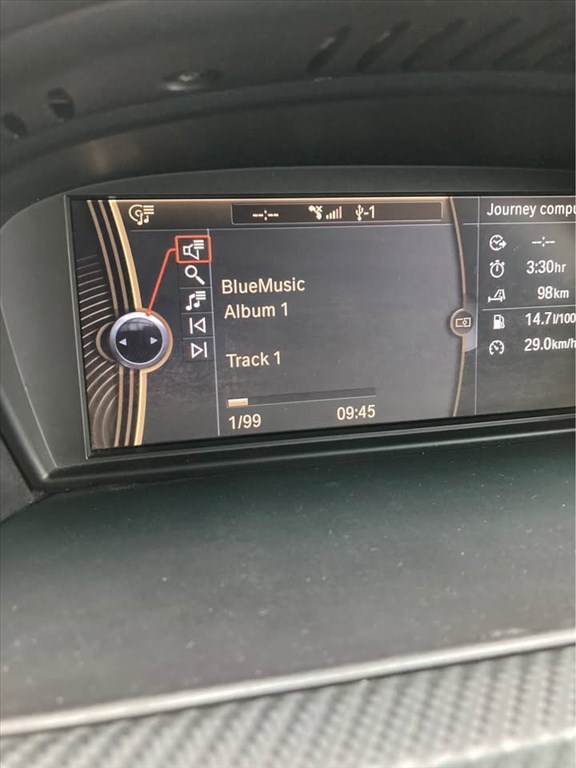 --:-- -1
BlueMusic
Album 1
Track 1
1/99 09:45
Journey compu
--:--
3:30hr
98km
14.7l/100
29.0km/h